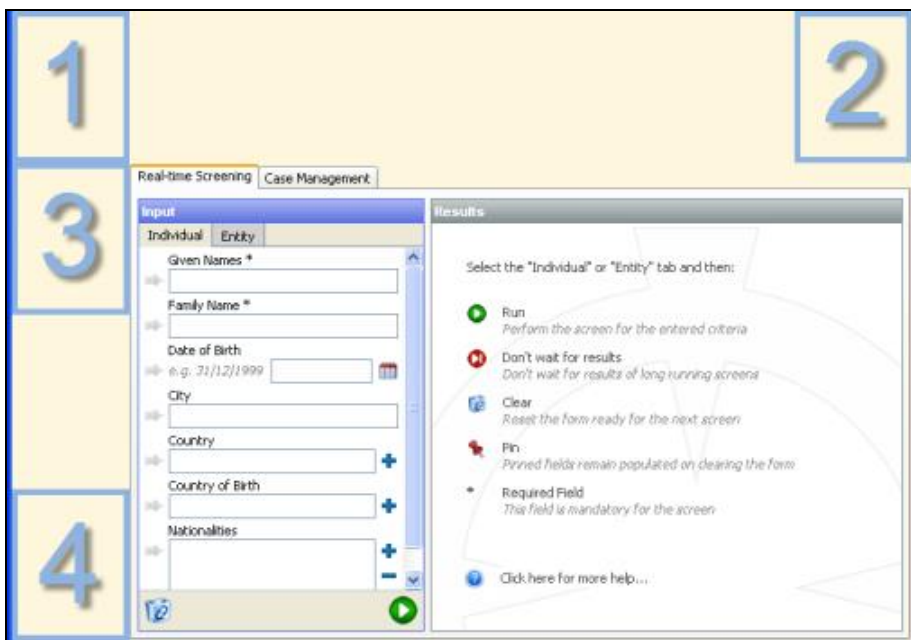 1
2
3
4
Real-time Screening Case Management
Input
Individual Entity
Given Names *
Family Name *
Date of Birth
e.g. 31/12/1999
City
Country
Country of Birth
Nationalities
Results
Select the "Individual" or "Entity" tab and then:
Run
Perform the screen for the entered criteria
Don't wait for results
Don't wait for results of long running screens
Clear
Reset the form ready for the next screen
Pin
Pinned fields remain populated on clearing the form
* Required Field
This field is mandatory for the screen
Click here for more help...